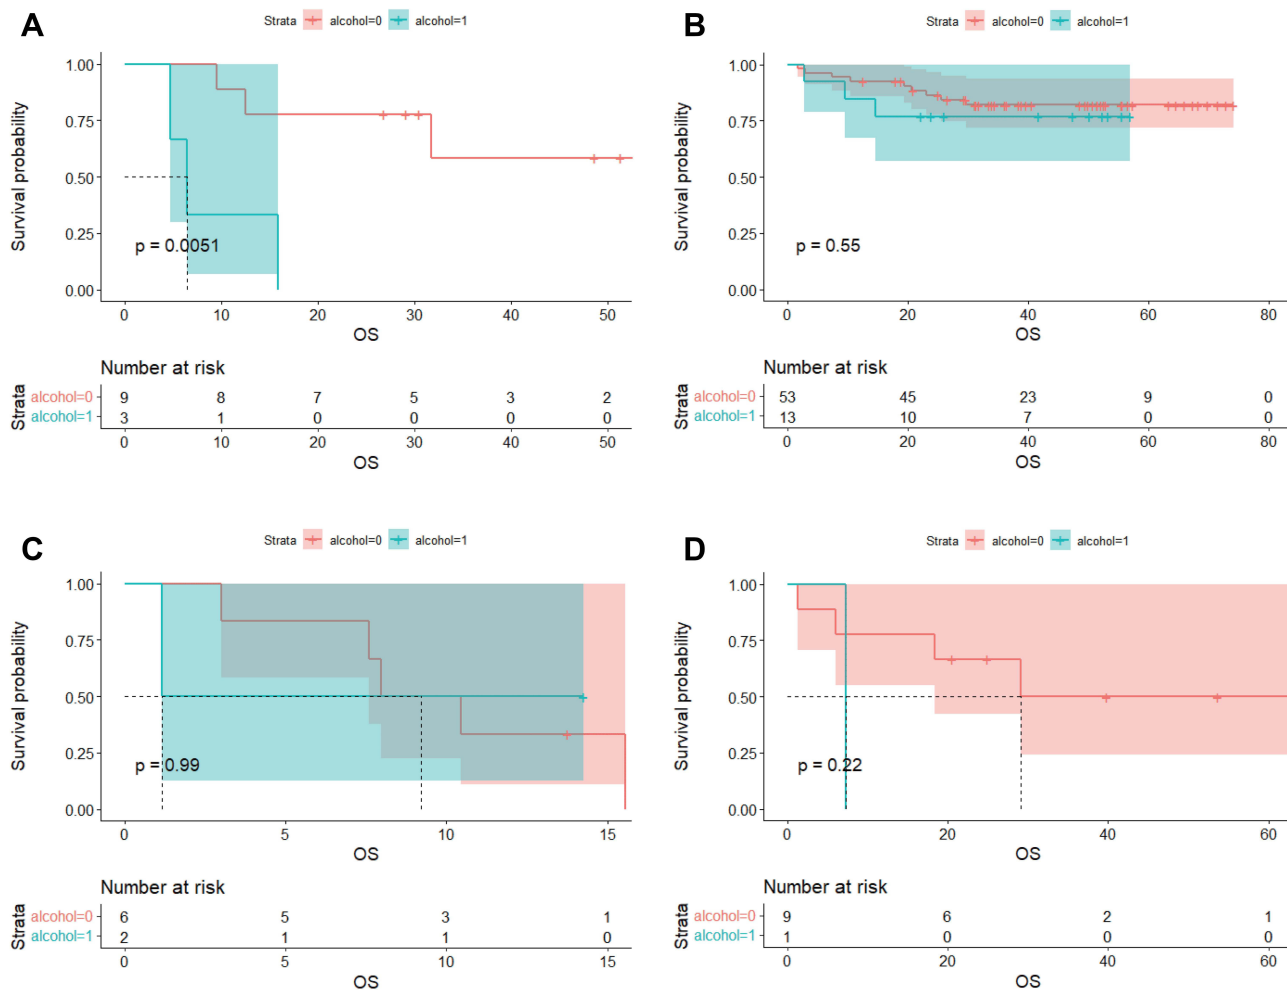 A
Strata alcohol=0 alcohol=1
Survival probability
1.00
0.75
0.50
0.25
0.00
p = 0.0051
0 10 20 30 40 50
OS
Number at risk
Strata
alcohol=0 9 8 7 5 3 2
alcohol=1 3 1 0 0 0 0
0 10 20 30 40 50
OS
B
Strata alcohol=0 alcohol=1
Survival probability
1.00
0.75
0.50
0.25
0.00
p = 0.55
0 20 40 60 80
OS
Number at risk
Strata
alcohol=0 53 45 23 9 0
alcohol=1 13 10 7 0 0
0 20 40 60 80
OS
C
Strata alcohol=0 alcohol=1
Survival probability
1.00
0.75
0.50
0.25
0.00
p = 0.99
0 5 10 15
OS
Number at risk
Strata
alcohol=0 6 5 3 1
alcohol=1 2 1 1 0
0 5 10 15
OS
D
Strata alcohol=0 alcohol=1
Survival probability
1.00
0.75
0.50
0.25
0.00
p = 0.22
0 20 40 60
OS
Number at risk
Strata
alcohol=0 9 6 2 1
alcohol=1 1 0 0 0
0 20 40 60
OS